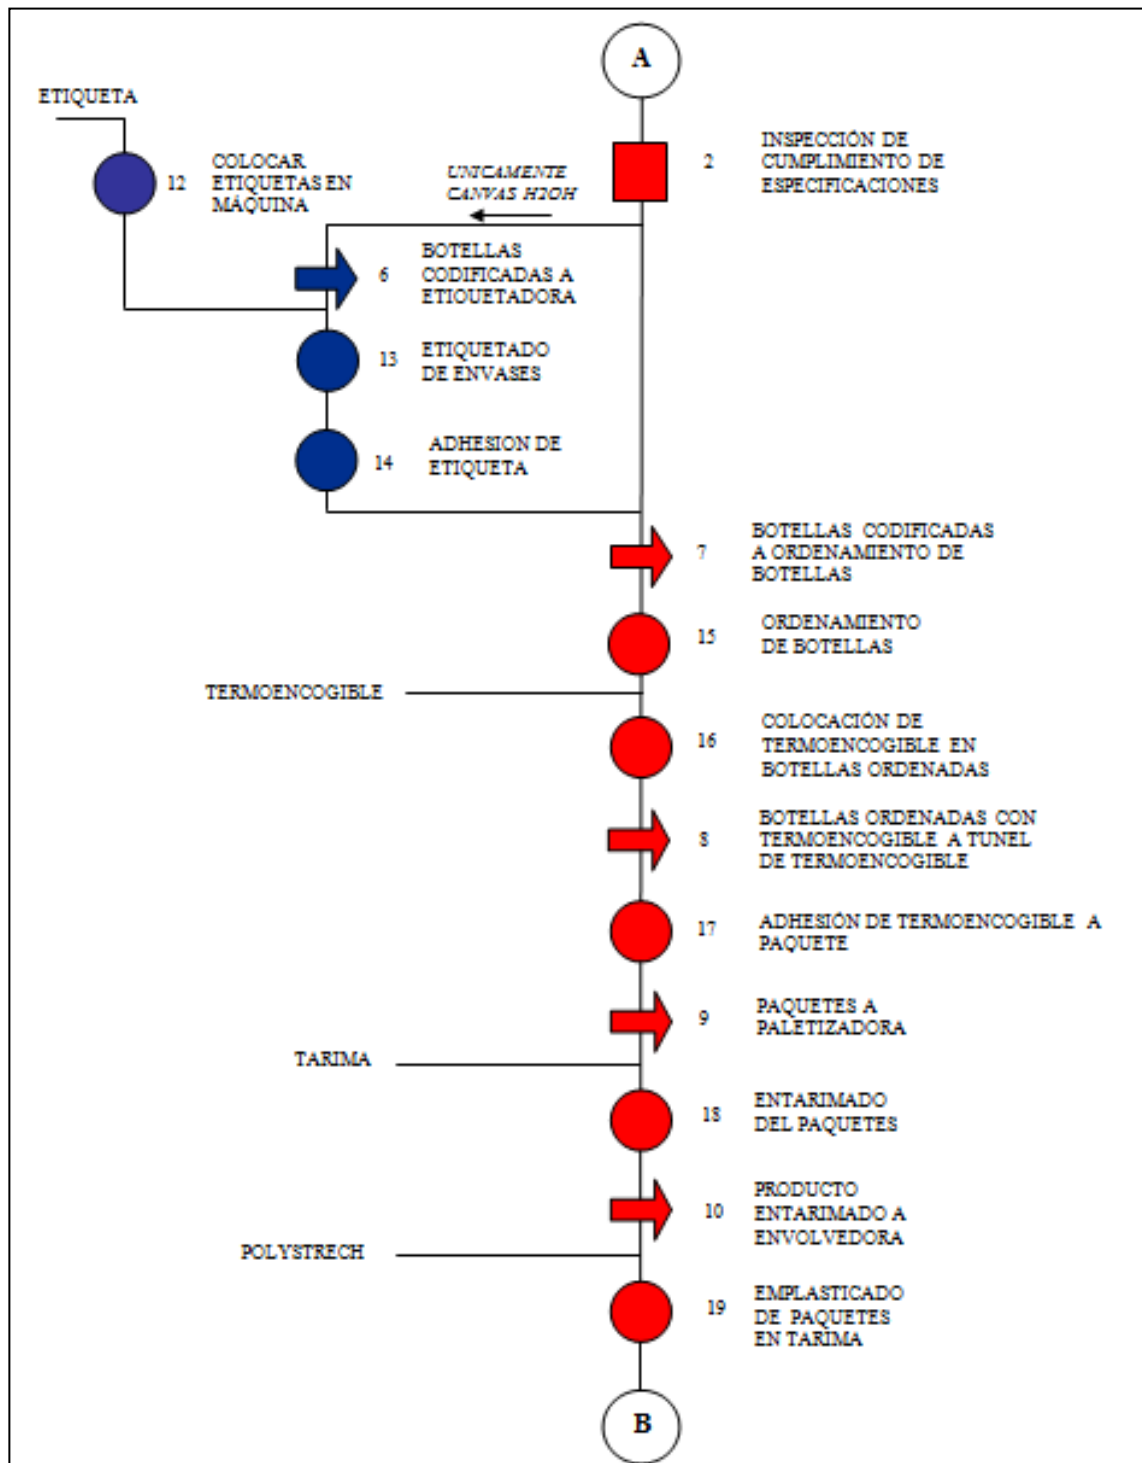 A
ETIQUETA
12
COLOCAR
ETIQUETAS EN
MÁQUINA
UNICAMENTE
CANVAS H2OH
2
INSPECCIÓN DE
CUMPLIMIENTO DE
ESPECIFICACIONES
6
BOTELLAS
CODIFICADAS A
ETIQUETADORA
13
ETIQUETADO
DE ENVASES
14
ADHESION DE
ETIQUETA
7
BOTELLAS CODIFICADAS
A ORDENAMIENTO DE
BOTELLAS
15
ORDENAMIENTO
DE BOTELLAS
TERMOENCOGIBLE
16
COLOCACIÓN DE
TERMOENCOGIBLE EN
BOTELLAS ORDENADAS
8
BOTELLAS ORDENADAS CON
TERMOENCOGIBLE A TUNEL
DE TERMOENCOGIBLE
17
ADHESIÓN DE TERMOENCOGIBLE A
PAQUETE
9
PAQUETES A
PALETIZADORA
TARIMA
18
ENTARIMADO
DEL PAQUETES
10
PRODUCTO
ENTARIMADO A
ENVOLVEDORA
POLYSTRECH
19
EMPLASTICADO
DE PAQUETES
EN TARIMA
B